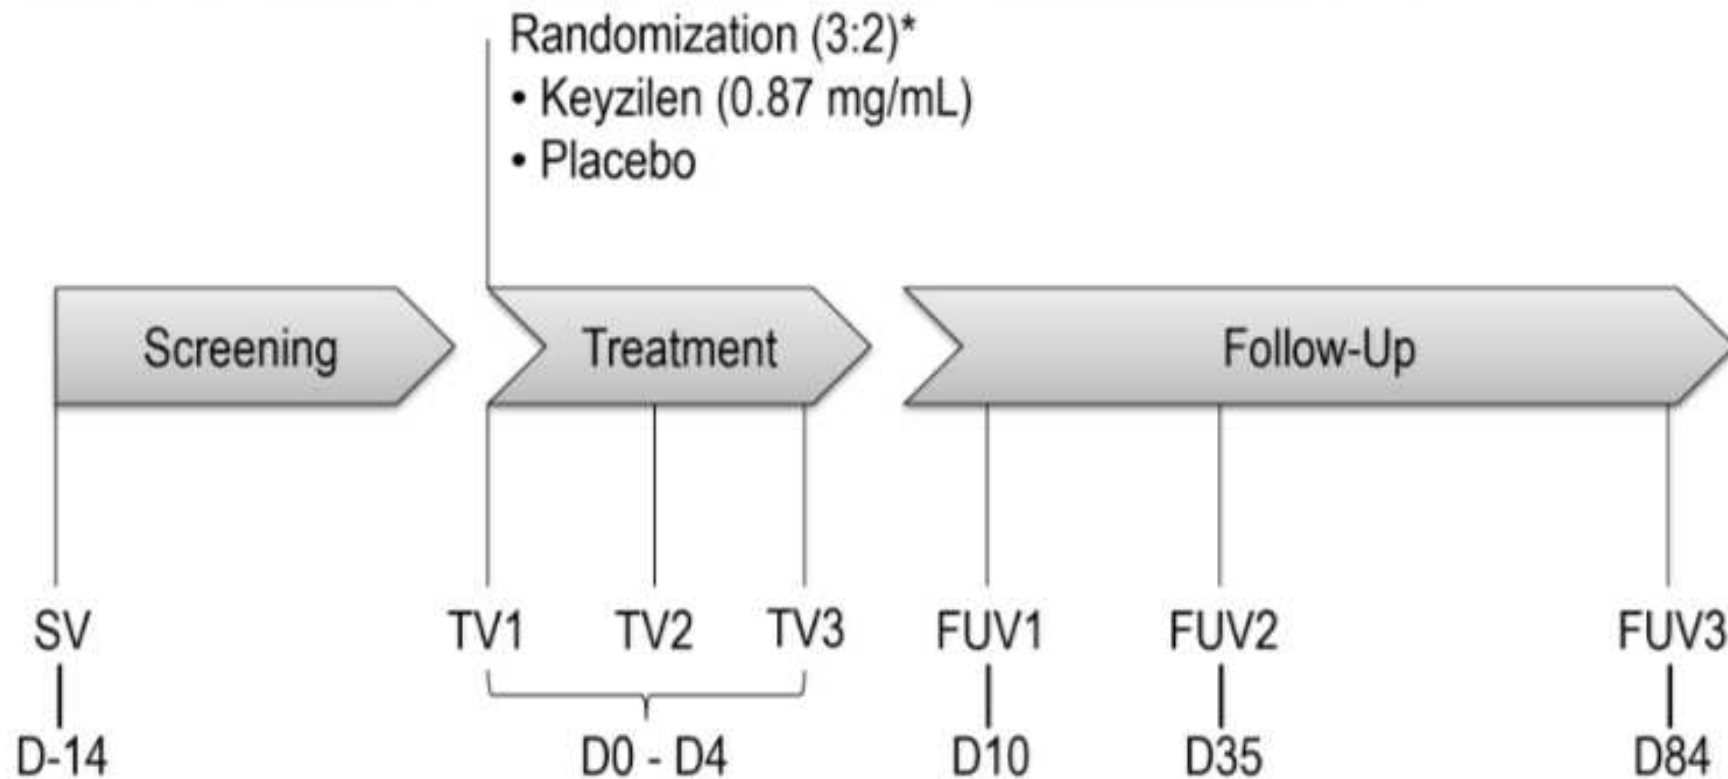 Randomization (3:2)*
• Keyzilen (0.87 mg/mL)
• Placebo
Screening
Treatment
Follow-Up
SV
TV1
TV2
TV3
FUV1
FUV2
FUV3
D-14
D0 - D4
D10
D35
D84